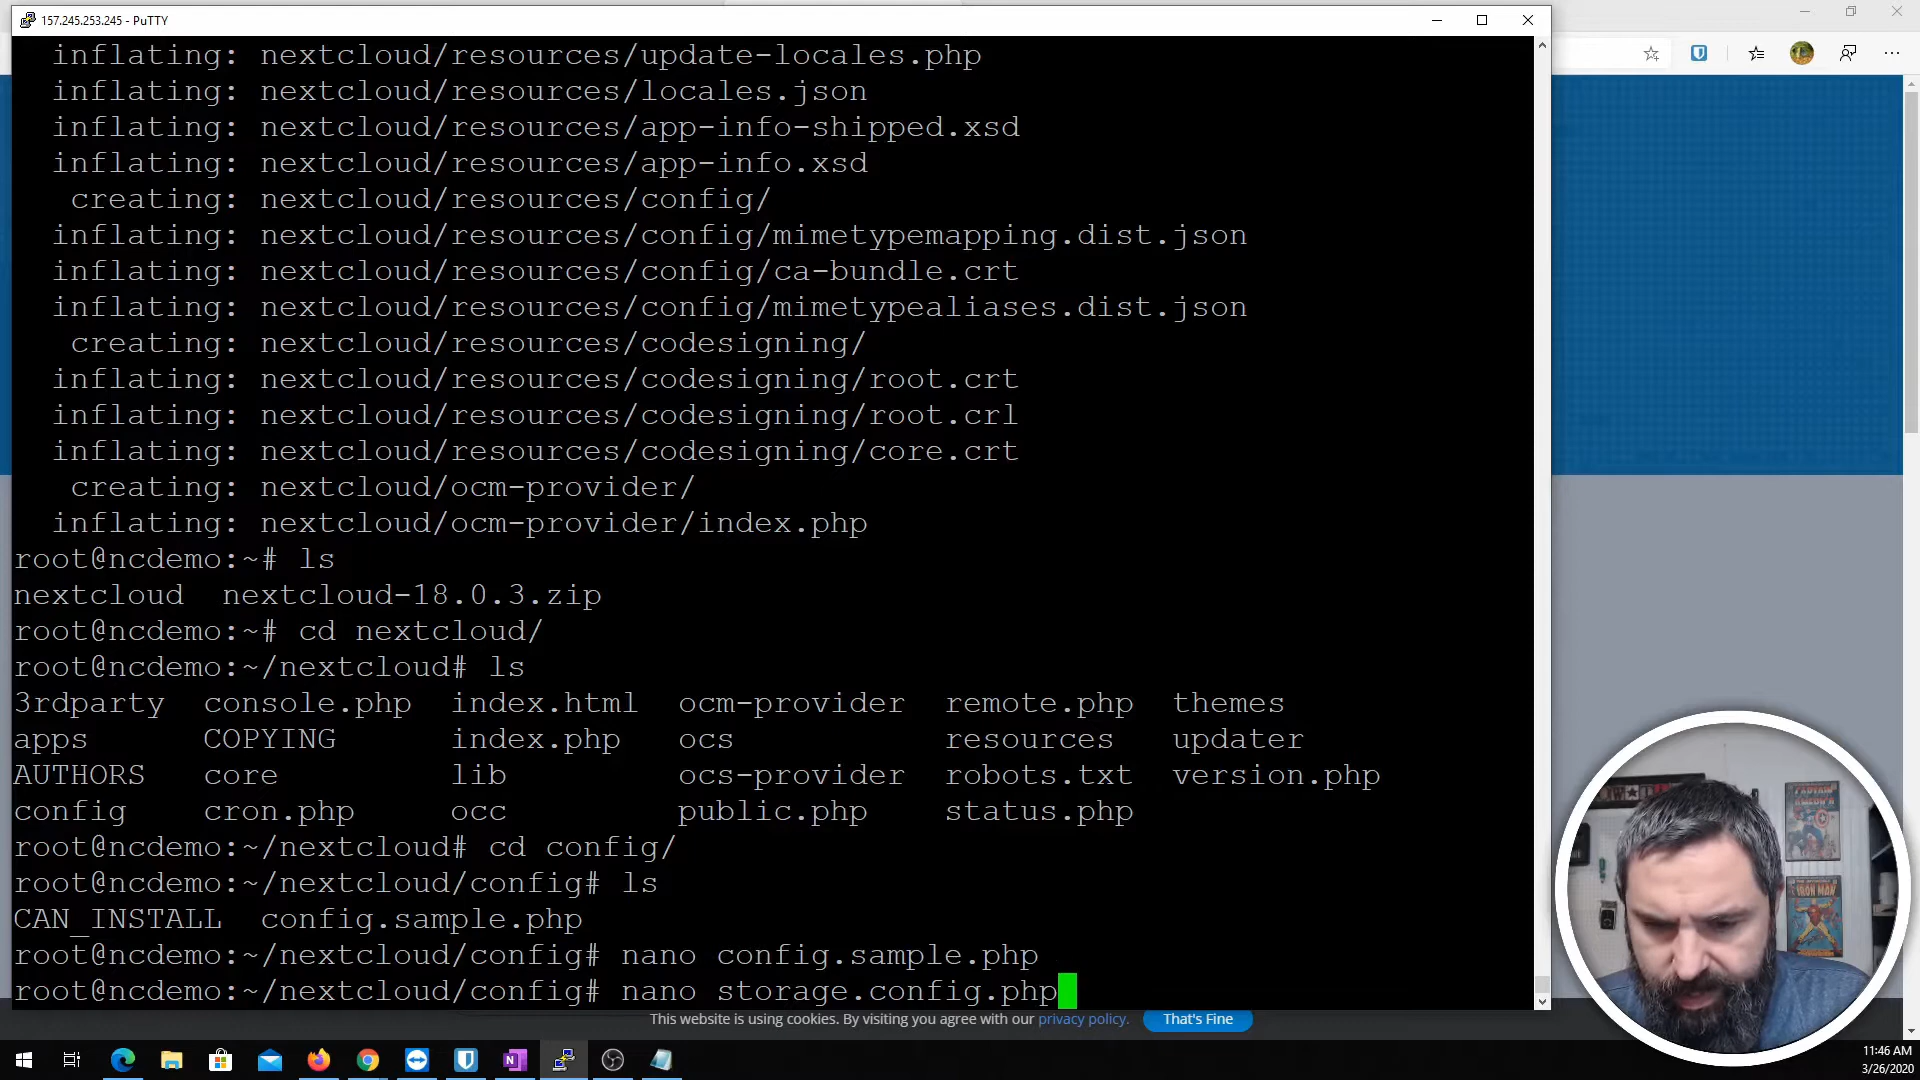 157.245.253.245 - PuTTY
inflating: nextcloud/resources/update-locales.php
inflating: nextcloud/resources/locales.json
inflating: nextcloud/resources/app-info-shipped.xsd
inflating: nextcloud/resources/app-info.xsd
creating: nextcloud/resources/config/
inflating: nextcloud/resources/config/mimetypemapping.dist.json
inflating: nextcloud/resources/config/ca-bundle.crt
inflating: nextcloud/resources/config/mimetypealiases.dist.json
creating: nextcloud/resources/codesigning/
inflating: nextcloud/resources/codesigning/root.crt
inflating: nextcloud/resources/codesigning/root.crl
inflating: nextcloud/resources/codesigning/core.crt
creating: nextcloud/ocm-provider/
inflating: nextcloud/ocm-provider/index.php
root@ncdemo:~# ls
nextcloud  nextcloud-18.0.3.zip
root@ncdemo:~# cd nextcloud/
root@ncdemo:~/nextcloud# ls
3rdparty  console.php  index.html  ocm-provider  remote.php  themes
apps      COPYING      index.php   ocs           resources   updater
AUTHORS   core         lib         ocs-provider  robots.txt  version.php
config    cron.php     occ         public.php    status.php
root@ncdemo:~/nextcloud# cd config/
root@ncdemo:~/nextcloud/config# ls
CAN_INSTALL  config.sample.php
root@ncdemo:~/nextcloud/config# nano config.sample.php
root@ncdemo:~/nextcloud/config# nano storage.config.php
This website is using cookies. By visiting you agree with our privacy policy. That's Fine
CAPTAIN AMERICA
IRON MAN
11:46 AM
3/26/2020